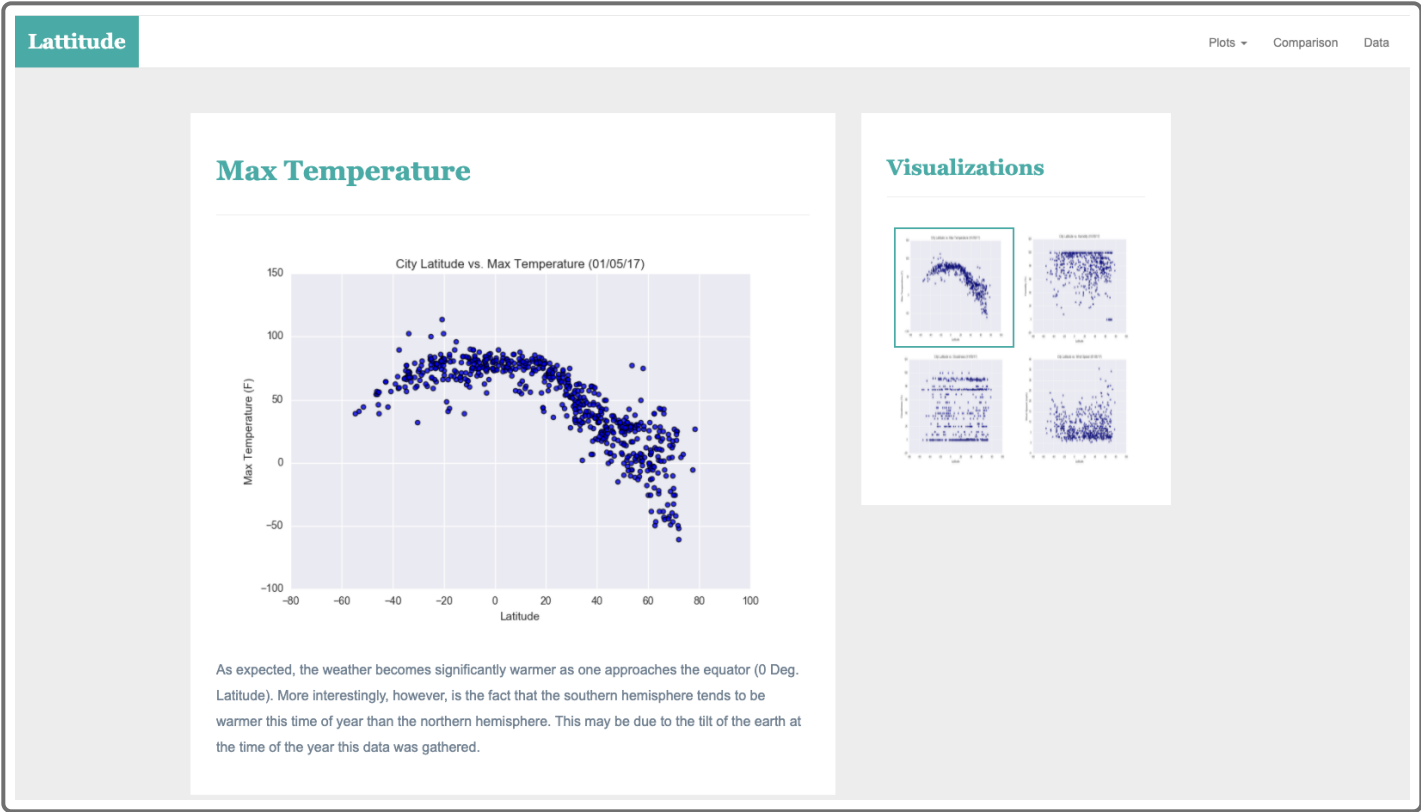 Lattitude
Plots
Comparison
Data
Max Temperature
City Latitude vs. Max Temperature (01/05/17)
150
100
50
0
−50
−100
Max Temperature (F)
−80 −60 −40 −20 0 20 40 60 80 100
Latitude
As expected, the weather becomes significantly warmer as one approaches the equator (0 Deg.
Latitude). More interestingly, however, is the fact that the southern hemisphere tends to be
warmer this time of year than the northern hemisphere. This may be due to the tilt of the earth at
the time of the year this data was gathered.
Visualizations